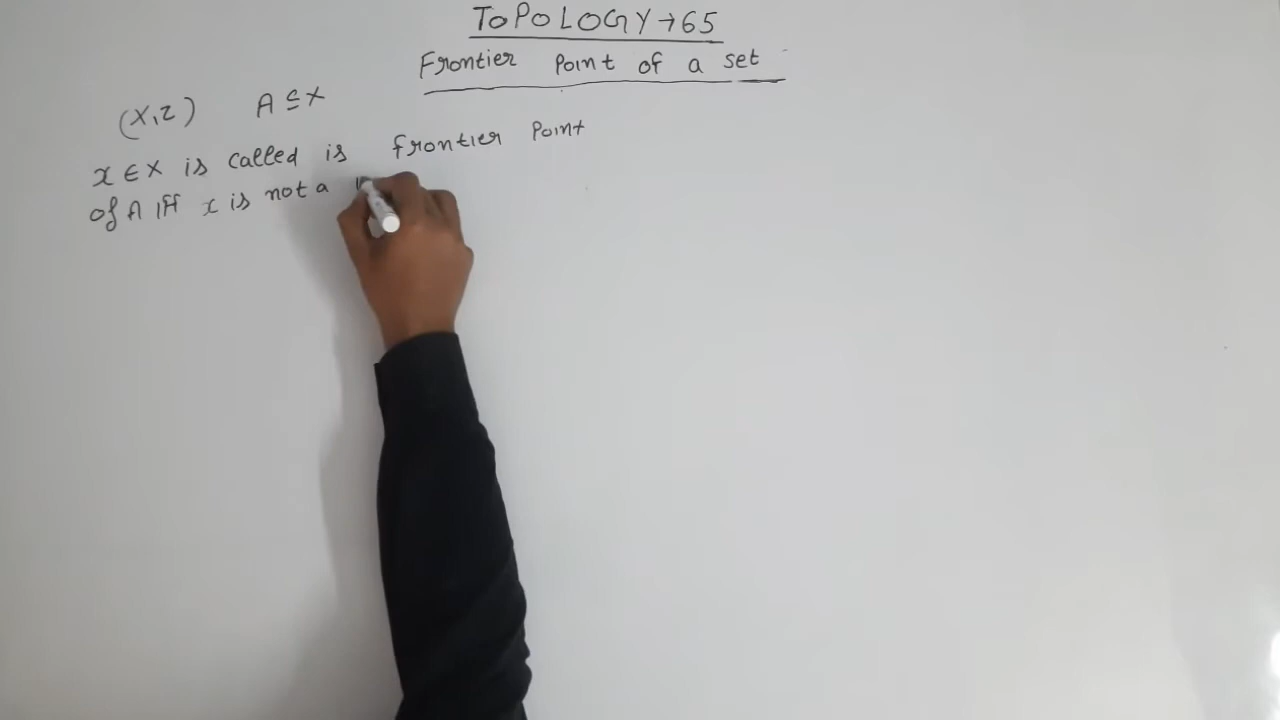 TOPOLOGY→65
Frontier Point of a set
(X,τ) A⊆X
x∈X is called is frontier Point
of A iff x is not a